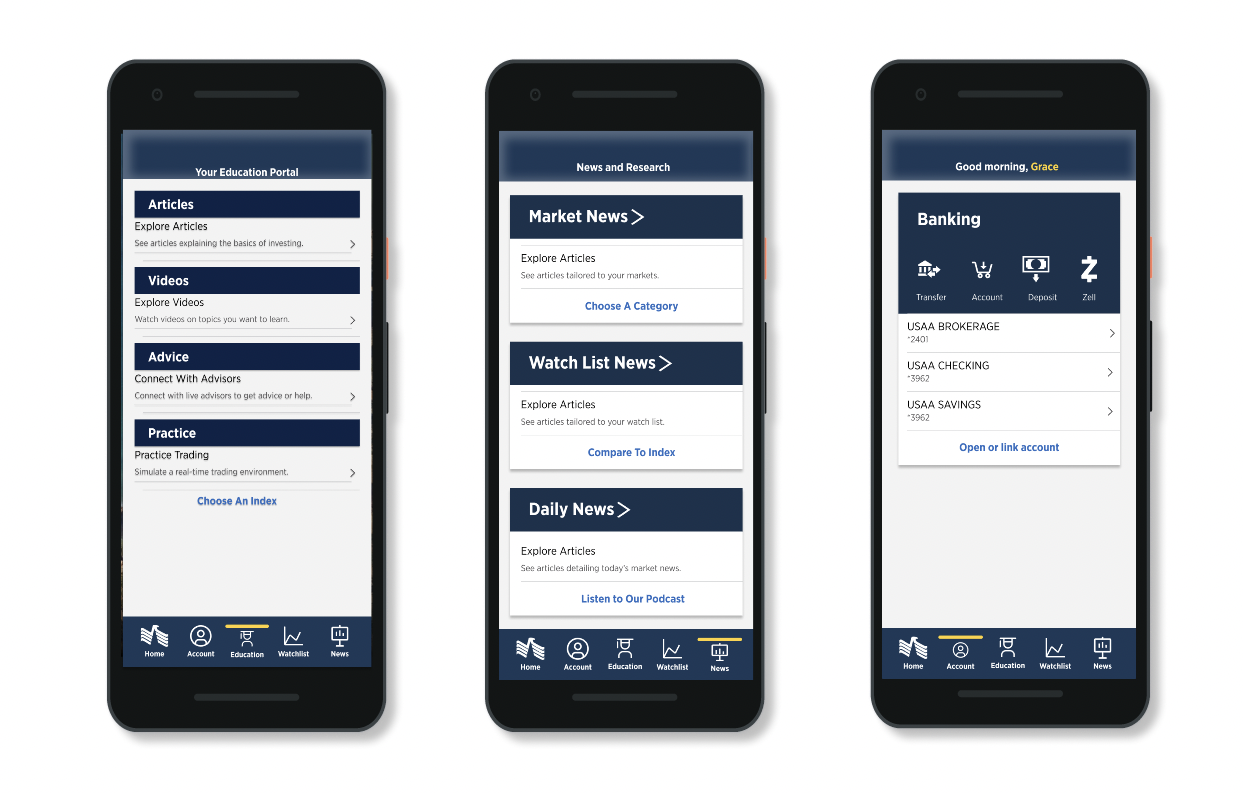 Your Education Portal
Articles
Explore Articles
See articles explaining the basics of investing.
Videos
Explore Videos
Watch videos on topics you want to learn.
Advice
Connect With Advisors
Connect with live advisors to get advice or help.
Practice
Practice Trading
Simulate a real-time trading environment.
Choose An Index
Home Account Education Watchlist News
News and Research
Market News
Explore Articles
See articles tailored to your markets.
Choose A Category
Watch List News
Explore Articles
See articles tailored to your watch list.
Compare To Index
Daily News
Explore Articles
See articles detailing today's market news.
Listen to Our Podcast
Home Account Education Watchlist News
Good morning, Grace
Banking
Transfer Account Deposit Zell
USAA BROKERAGE
*2401
USAA CHECKING
*3962
USAA SAVINGS
*3962
Open or link account
Home Account Education Watchlist News